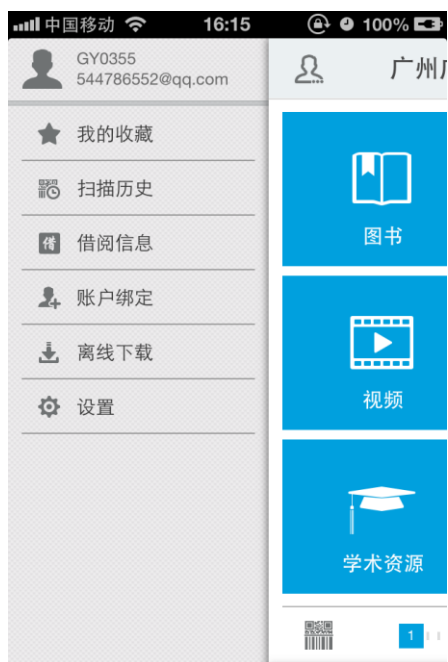 中国移动 16:15 100%
GY0355
544786552@qq.com
广州
我的收藏
扫描历史
借阅信息
账户绑定
离线下载
设置
图书
视频
学术资源
1